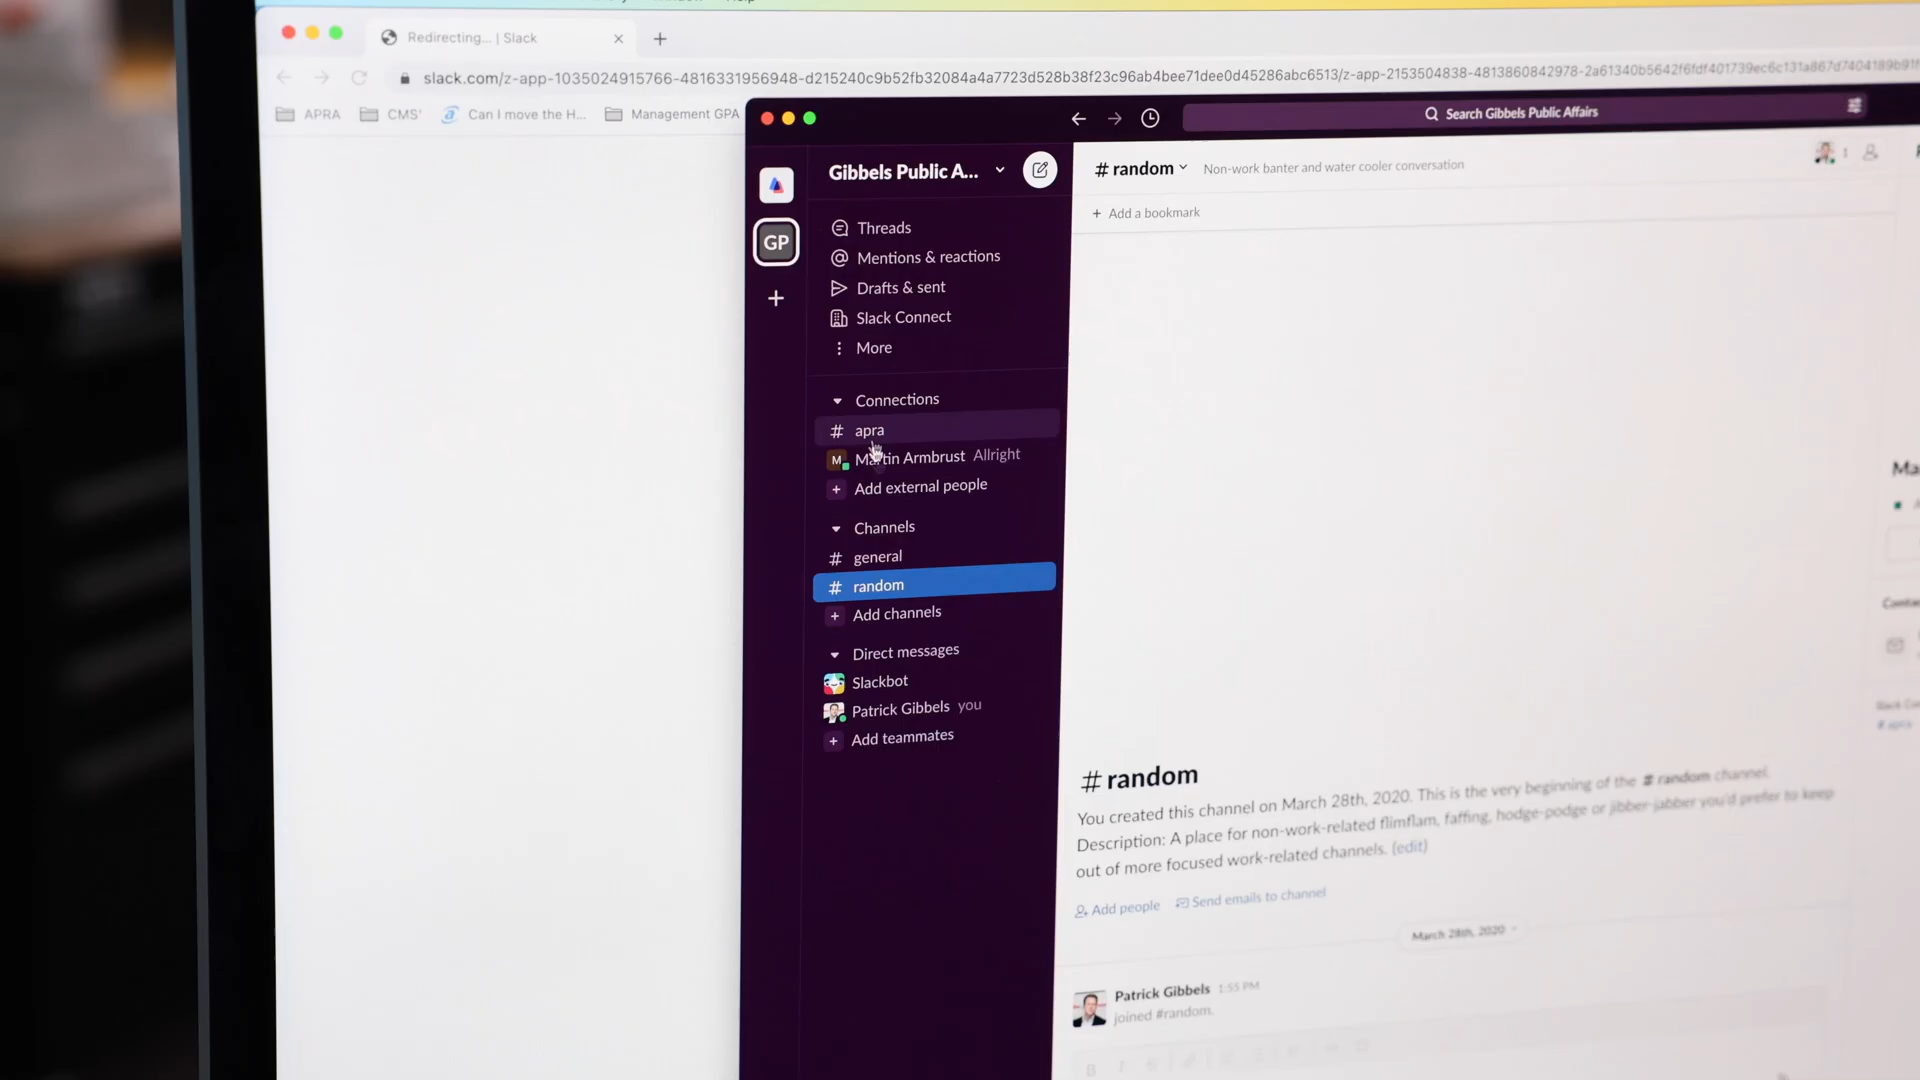 Redirecting... | Slack
slack.com/z-app-1035024915766-4816331956948-d215240c9b52fb32084a4a7723d528b38f23c96ab4bee71dee0d45286abc6513/z-app-2153504838-4813860842978-2a61340b5642f6fdf401739ec6c131a867d7404189b91f
APRA
CMS'
Can I move the H...
Management GPA
Search Gibbels Public Affairs
Gibbels Public A...
# random
Non-work banter and water cooler conversation
1
+ Add a bookmark
GP
Threads
Mentions & reactions
Drafts & sent
Slack Connect
More
Connections
# apra
M Martin Armbrust Allright
+ Add external people
Channels
# general
# random
+ Add channels
Direct messages
Slackbot
Patrick Gibbels you
+ Add teammates
# random
You created this channel on March 28th, 2020. This is the very beginning of the # random channel.
Description: A place for non-work-related flimflam, faffing, hodge-podge or jibber-jabber you'd prefer to keep
out of more focused work-related channels. (edit)
Add people
Send emails to channel
March 28th, 2020
Patrick Gibbels 1:55 PM
joined #random.
Ma
# apra